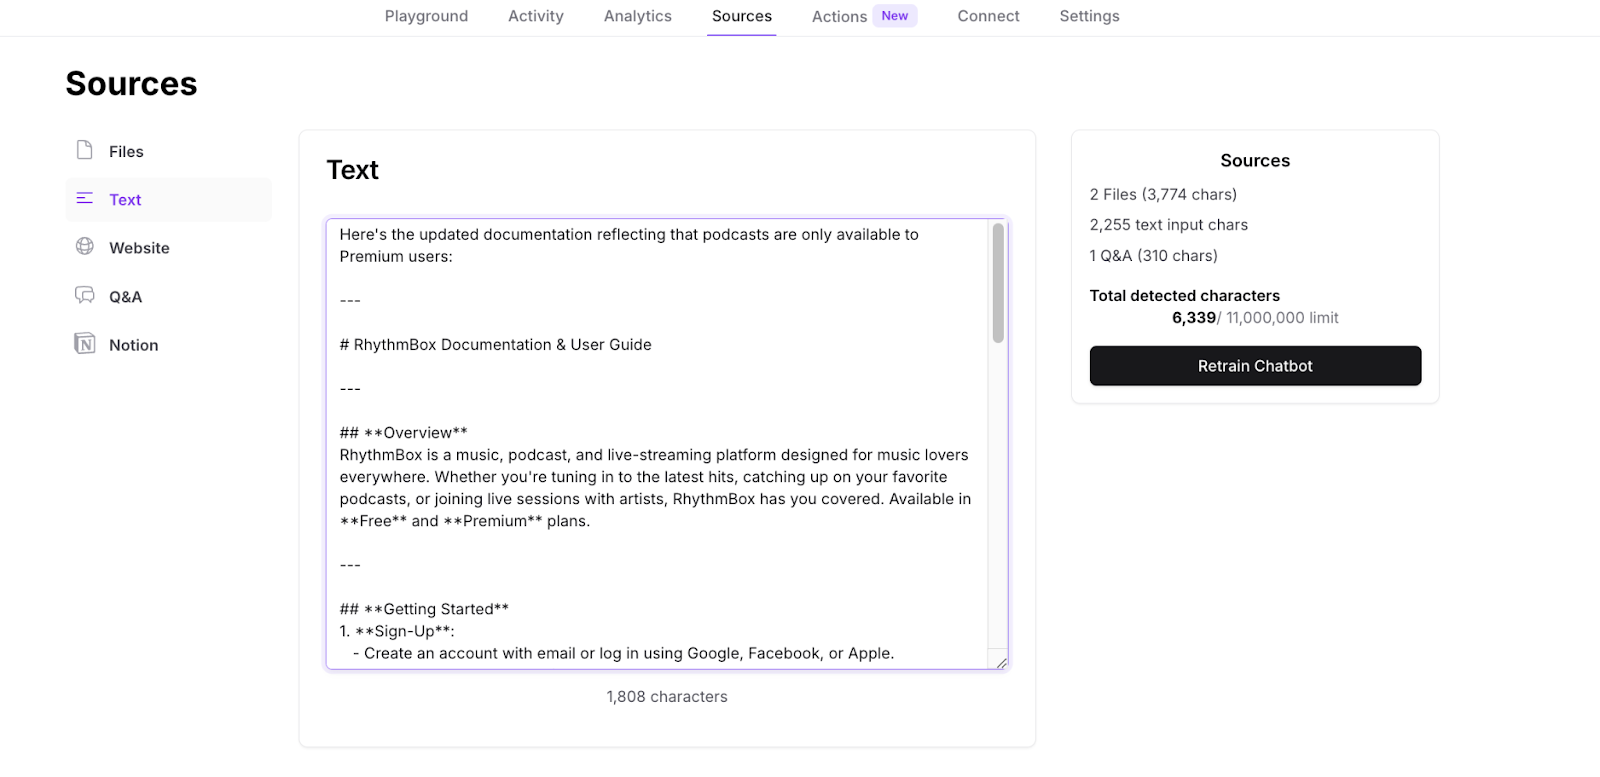 Playground Activity Analytics Sources Actions New Connect Settings
Sources
Files
Text
Website
Q&A
Notion
Text
Here's the updated documentation reflecting that podcasts are only available to
Premium users:
---
# RhythmBox Documentation & User Guide
---
## **Overview**
RhythmBox is a music, podcast, and live-streaming platform designed for music lovers
everywhere. Whether you're tuning in to the latest hits, catching up on your favorite
podcasts, or joining live sessions with artists, RhythmBox has you covered. Available in
**Free** and **Premium** plans.
---
## **Getting Started**
1. **Sign-Up**:
- Create an account with email or log in using Google, Facebook, or Apple.
1,808 characters
Sources
2 Files (3,774 chars)
2,255 text input chars
1 Q&A (310 chars)
Total detected characters
6,339/ 11,000,000 limit
Retrain Chatbot